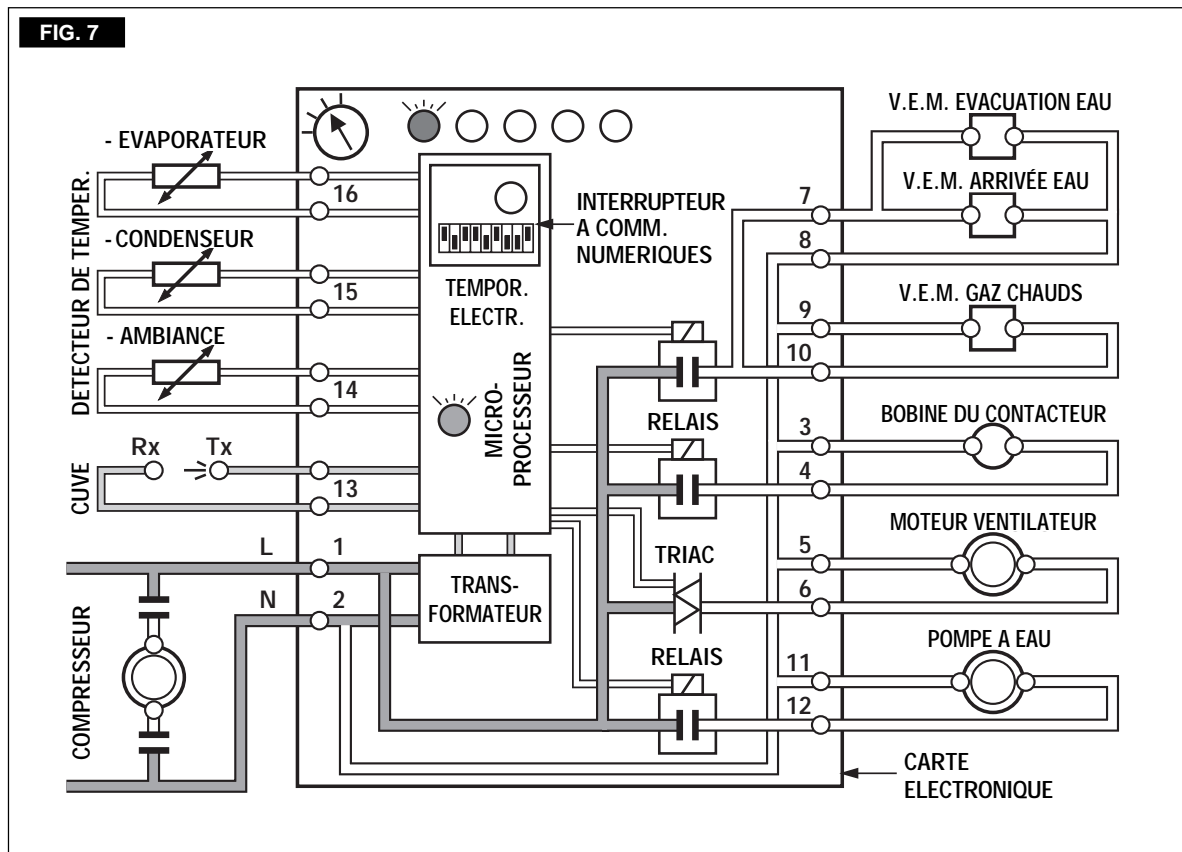 FIG. 7
DETECTEUR DE TEMPER.
- EVAPORATEUR
16
- CONDENSEUR
15
- AMBIANCE
14
CUVE
Rx
Tx
13
L
1
N
2
COMPRESSEUR
INTERRUPTEUR
A COMM.
NUMERIQUES
TEMPOR.
ELECTR.
MICRO-
PROCESSEUR
TRANS-
FORMATEUR
RELAIS
TRIAC
RELAIS
V.E.M. EVACUATION EAU
7
V.E.M. ARRIVÉE EAU
8
V.E.M. GAZ CHAUDS
9
10
BOBINE DU CONTACTEUR
3
4
MOTEUR VENTILATEUR
5
6
POMPE A EAU
11
12
CARTE
ELECTRONIQUE